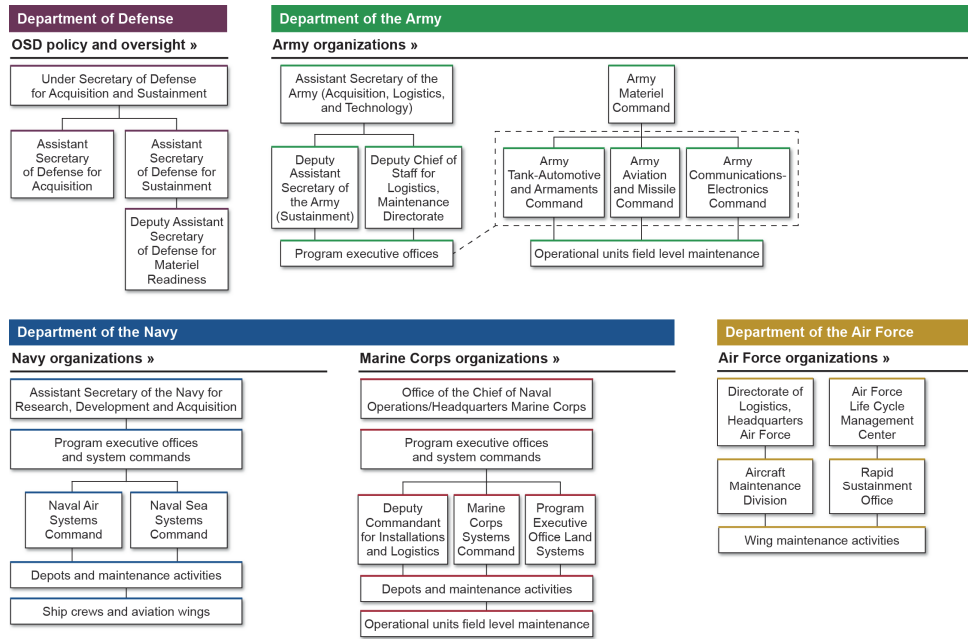 Department of Defense
OSD policy and oversight »
Under Secretary of Defense
for Acquisition and Sustainment
Assistant
Secretary
of Defense for
Acquisition
Assistant
Secretary
of Defense for
Sustainment
Deputy Assistant
Secretary
of Defense for
Materiel
Readiness
Department of the Army
Army organizations »
Assistant Secretary of the
Army (Acquisition, Logistics,
and Technology)
Deputy
Assistant
Secretary of
the Army
(Sustainment)
Deputy Chief of
Staff for
Logistics,
Maintenance
Directorate
Program executive offices
Army
Materiel
Command
Army
Tank-Automotive
and Armaments
Command
Army
Aviation
and Missile
Command
Army
Communications-
Electronics
Command
Operational units field level maintenance
Department of the Navy
Navy organizations »
Assistant Secretary of the Navy for
Research, Development and Acquisition
Program executive offices
and system commands
Naval Air
Systems
Command
Naval Sea
Systems
Command
Depots and maintenance activities
Ship crews and aviation wings
Marine Corps organizations »
Office of the Chief of Naval
Operations/Headquarters Marine Corps
Program executive offices
and system commands
Deputy
Commandant
for Installations
and Logistics
Marine
Corps
Systems
Command
Program
Executive
Office Land
Systems
Depots and maintenance activities
Operational units field level maintenance
Department of the Air Force
Air Force organizations »
Directorate of
Logistics,
Headquarters
Air Force
Air Force
Life Cycle
Management
Center
Aircraft
Maintenance
Division
Rapid
Sustainment
Office
Wing maintenance activities